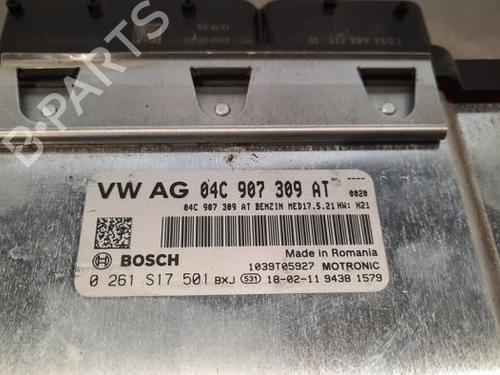 B-PARTS
VW AG 04C 907 309 AT ----
0020
04C 907 309 AT BENZIN MED17.5.21 HW: H21
BOSCH
Made in Romania
1039T05927 MOTRONIC
0 261 S17 501 BXJ 531 18-02-11 9438 1579